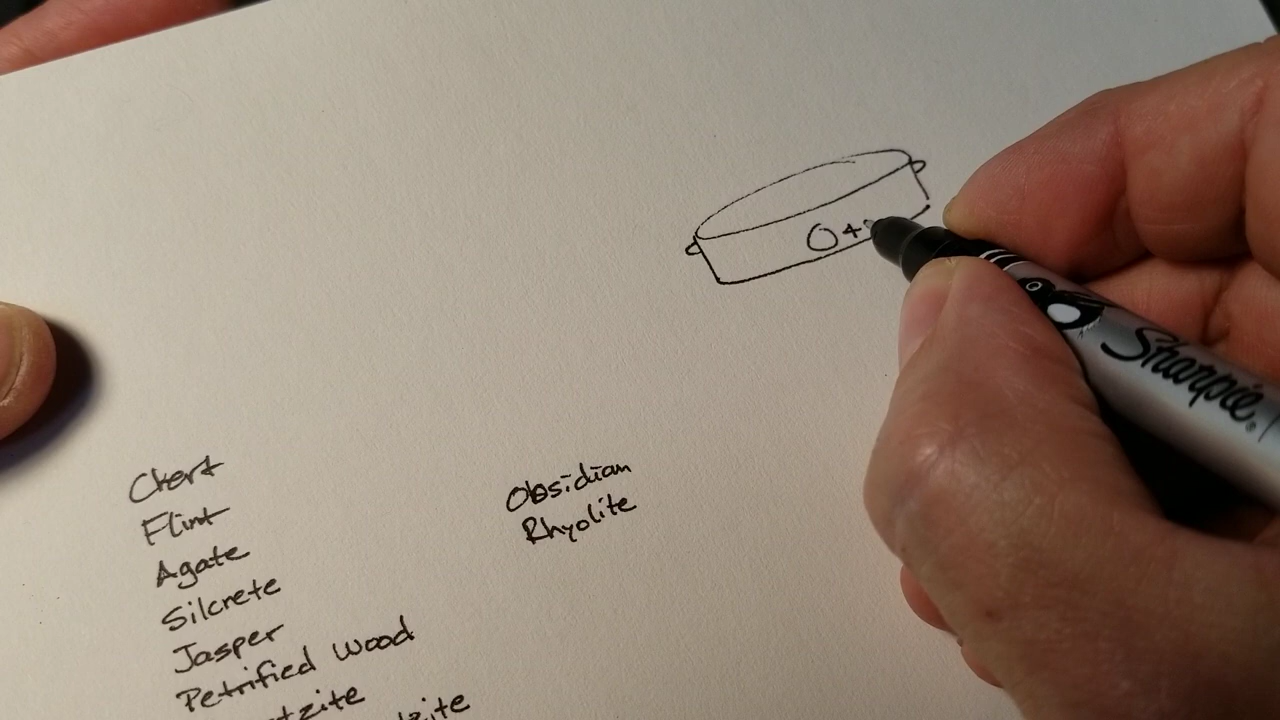 O+
Sharpie.
Chert
Flint
Agate
Silcrete
Jasper
Petrified Wood
Obsidian
Rhyolite